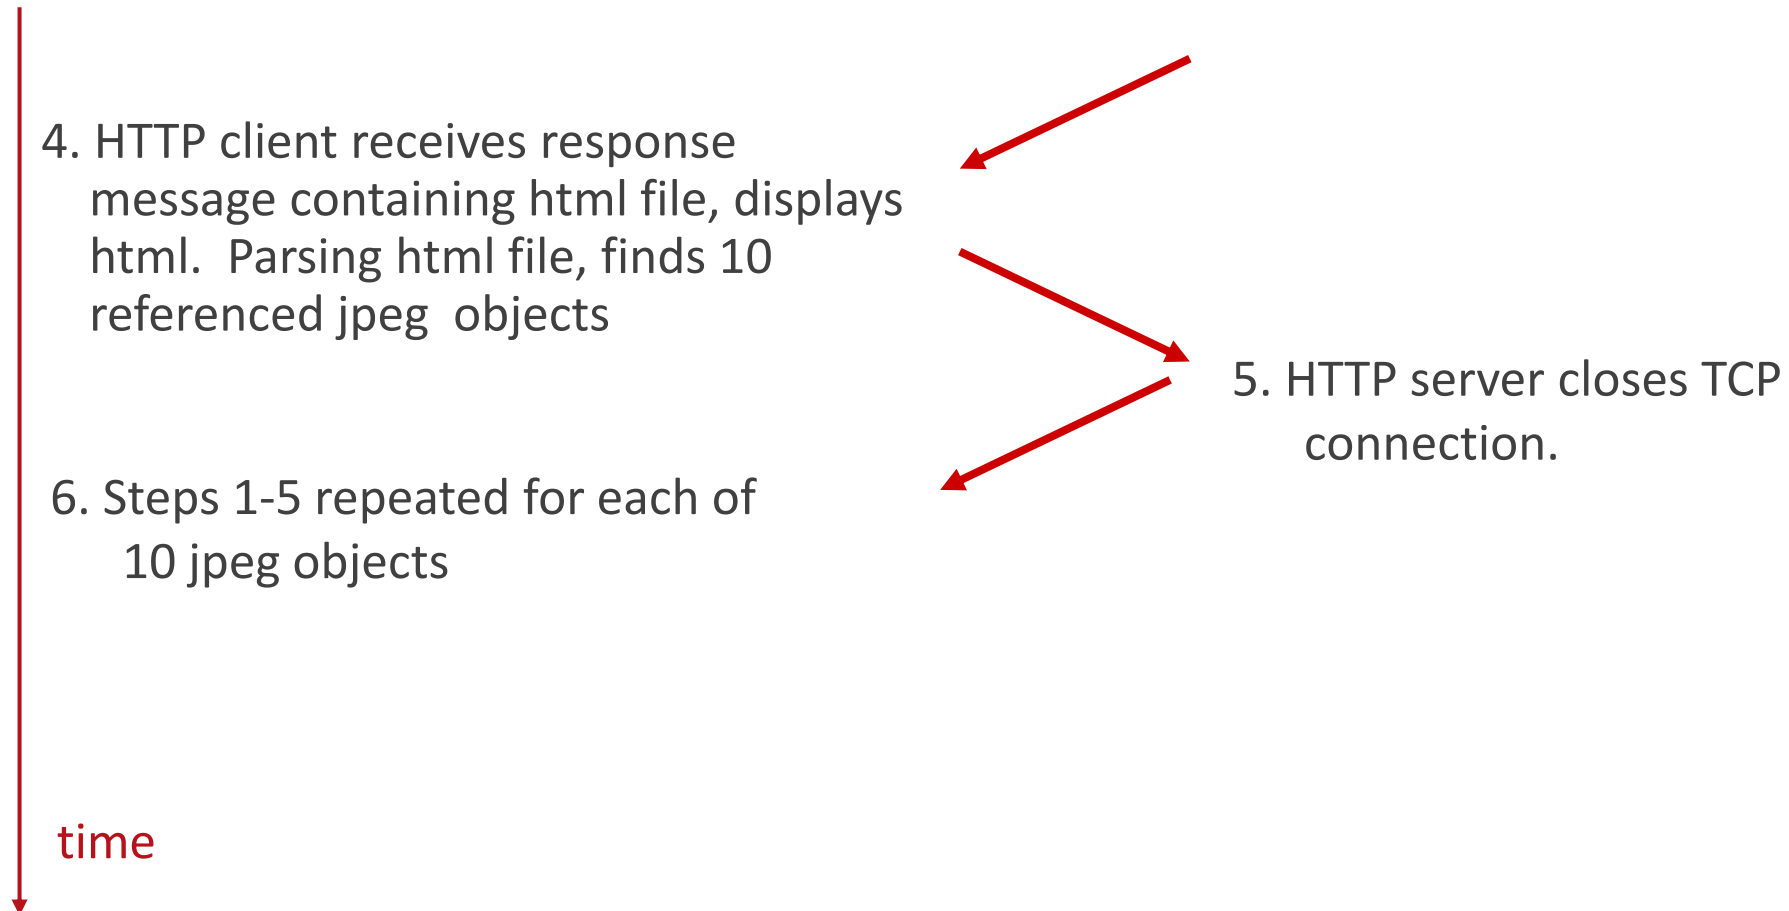 4. HTTP client receives response
message containing html file, displays
html.  Parsing html file, finds 10
referenced jpeg  objects
5. HTTP server closes TCP
connection.
6. Steps 1-5 repeated for each of
10 jpeg objects
time